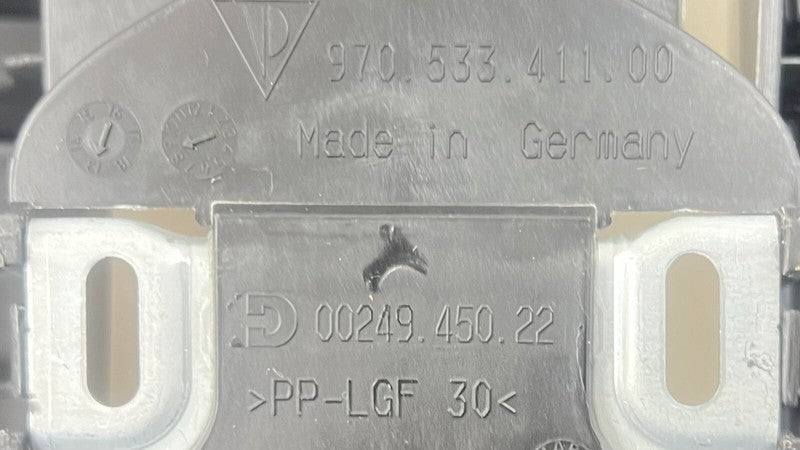 970.533.411.00
Made in Germany
00249.450.22
>PP-LGF 30<